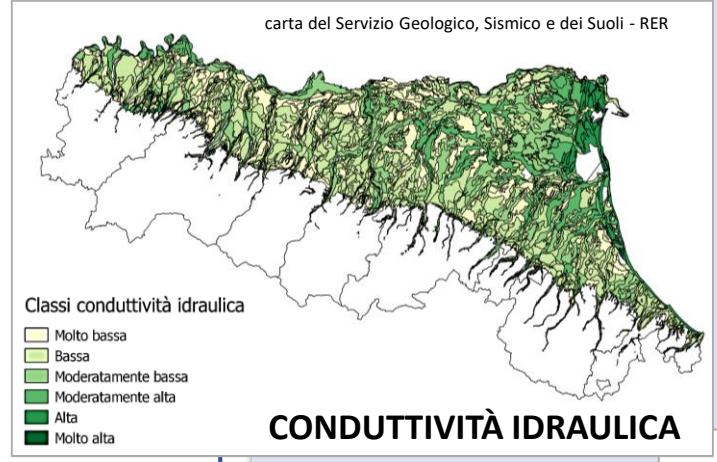 carta del Servizio Geologico, Sismico e dei Suoli - RER
Classi conduttività idraulica
Molto bassa
Bassa
Moderatamente bassa
Moderatamente alta
Alta
Molto alta
CONDUTTIVITÀ IDRAULICA